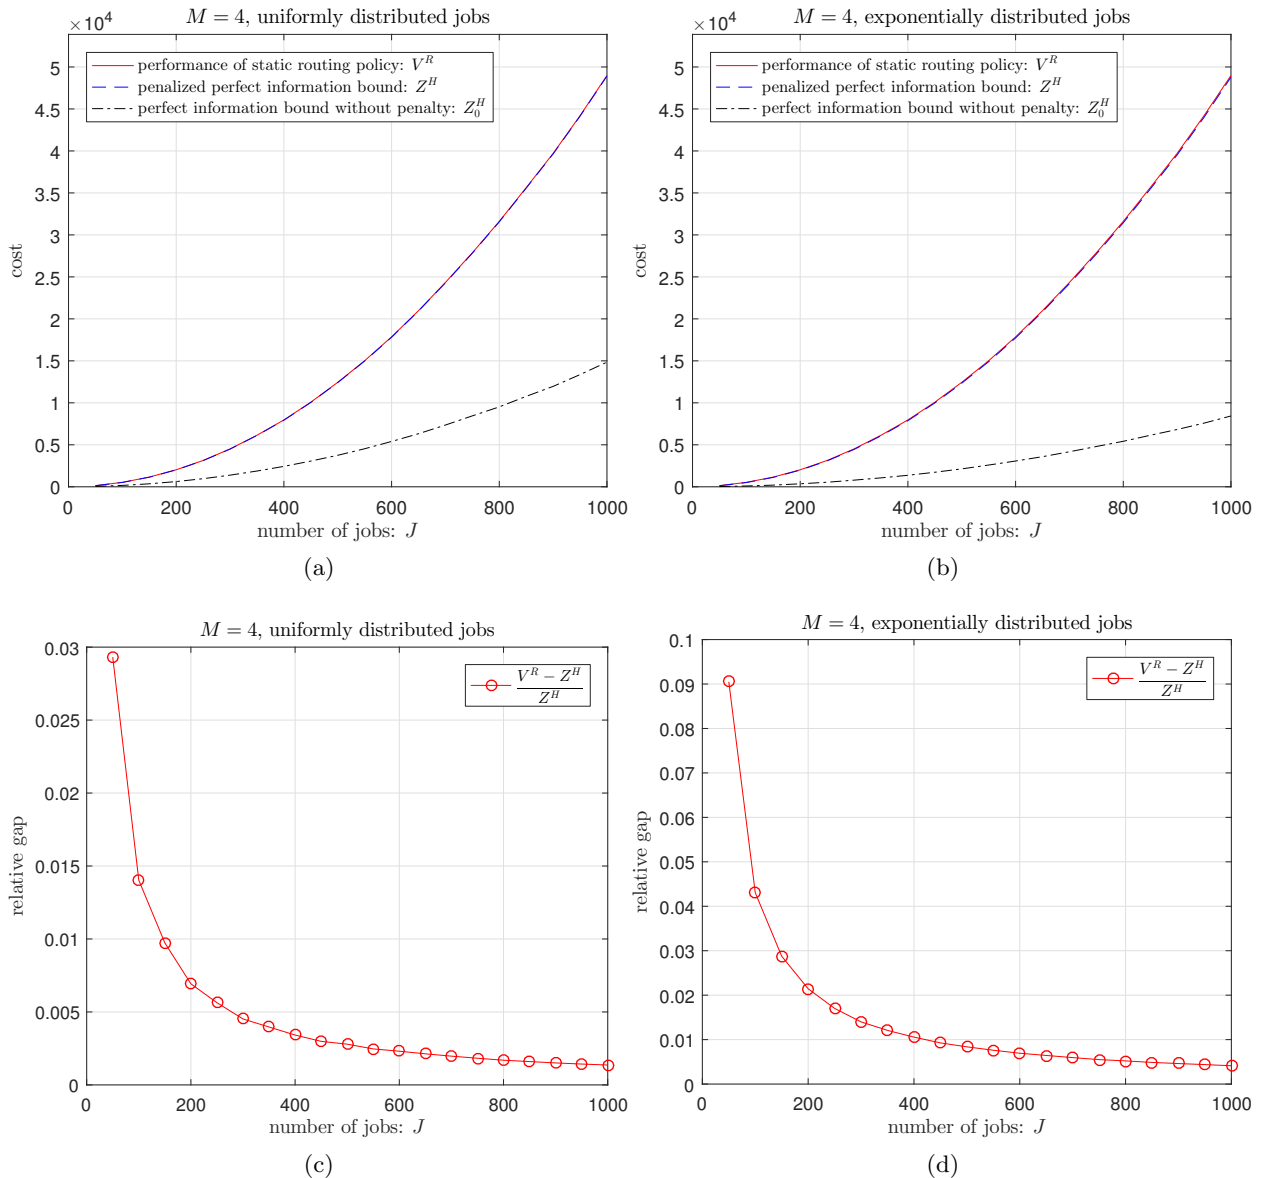 M = 4, uniformly distributed jobs
×10^4
performance of static routing policy: V^R
penalized perfect information bound: Z^H
perfect information bound without penalty: Z_0^H
5
4.5
4
3.5
3
2.5
2
1.5
1
0.5
0
cost
0 200 400 600 800 1000
number of jobs: J
(a)
M = 4, exponentially distributed jobs
×10^4
performance of static routing policy: V^R
penalized perfect information bound: Z^H
perfect information bound without penalty: Z_0^H
5
4.5
4
3.5
3
2.5
2
1.5
1
0.5
0
cost
0 200 400 600 800 1000
number of jobs: J
(b)
M = 4, uniformly distributed jobs
V^R − Z^H
Z^H
0.03
0.025
0.02
0.015
0.01
0.005
0
relative gap
0 200 400 600 800 1000
number of jobs: J
(c)
M = 4, exponentially distributed jobs
V^R − Z^H
Z^H
0.1
0.09
0.08
0.07
0.06
0.05
0.04
0.03
0.02
0.01
0
relative gap
0 200 400 600 800 1000
number of jobs: J
(d)